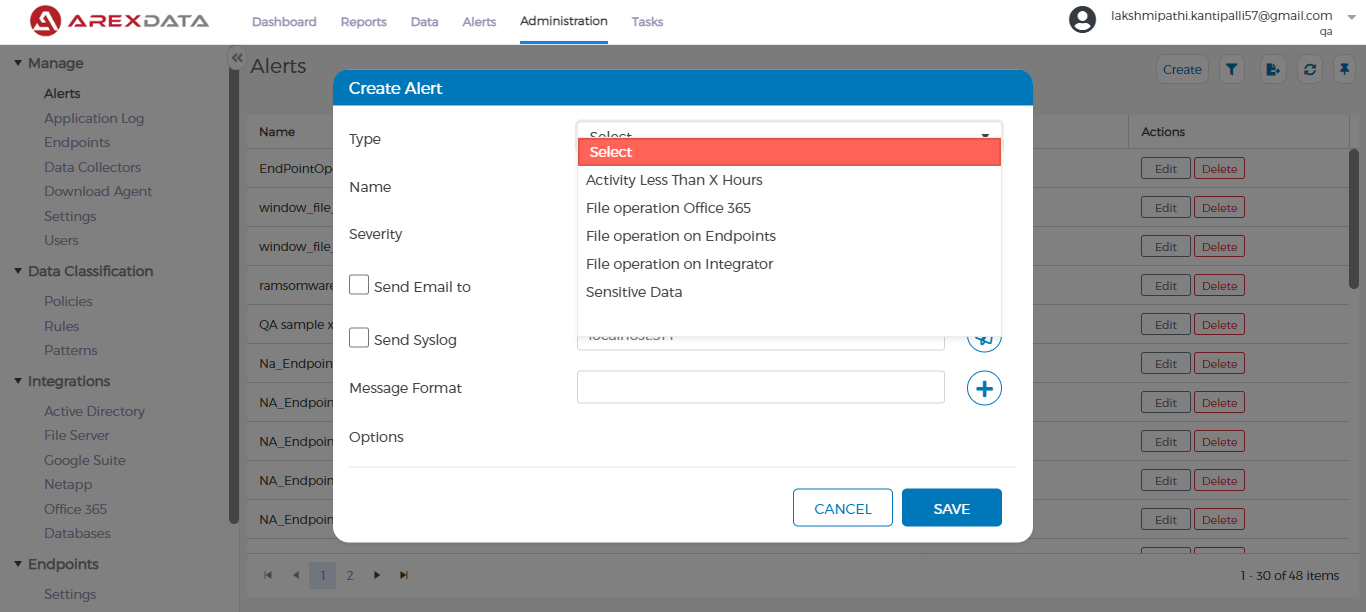 AREXDATA
Dashboard Reports Data Alerts Administration Tasks
lakshmipathi.kantipalli57@gmail.com
qa
Manage
Alerts
Application Log
Endpoints
Data Collectors
Download Agent
Settings
Users
Data Classification
Policies
Rules
Patterns
Integrations
Active Directory
File Server
Google Suite
Netapp
Office 365
Databases
Endpoints
Settings
Alerts
Create
Name
Actions
EndPointOp
Edit Delete
window_file_
Edit Delete
window_file_
Edit Delete
ramsomware
Edit Delete
QA sample x
Edit Delete
Na_Endpoin
Edit Delete
NA_Endpoin
Edit Delete
NA_Endpoin
Edit Delete
NA_Endpoin
Edit Delete
NA_Endpoin
Edit Delete
1 2
1 - 30 of 48 items
Create Alert
Type
Select
Select
Activity Less Than X Hours
File operation Office 365
File operation on Endpoints
File operation on Integrator
Sensitive Data
Name
Severity
Send Email to
Send Syslog
Message Format
Options
CANCEL SAVE